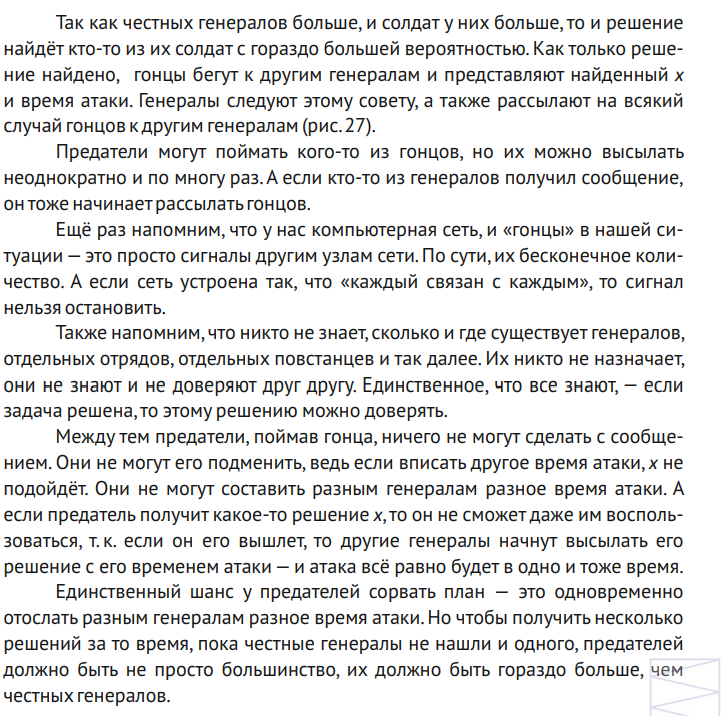 Так как честных генералов больше, и солдат у них больше, то и решение
найдёт кто-то из их солдат с гораздо большей вероятностью. Как только реше-
ние найдено, гонцы бегут к другим генералам и представляют найденный x
и время атаки. Генералы следуют этому совету, а также рассылают на всякий
случай гонцов к другим генералам (рис. 27).
Предатели могут поймать кого-то из гонцов, но их можно высылать
неоднократно и по многу раз. А если кто-то из генералов получил сообщение,
он тоже начинает рассылать гонцов.
Ещё раз напомним, что у нас компьютерная сеть, и «гонцы» в нашей си-
туации — это просто сигналы другим узлам сети. По сути, их бесконечное коли-
чество. А если сеть устроена так, что «каждый связан с каждым», то сигнал
нельзя остановить.
Также напомним, что никто не знает, сколько и где существует генералов,
отдельных отрядов, отдельных повстанцев и так далее. Их никто не назначает,
они не знают и не доверяют друг другу. Единственное, что все знают, — если
задача решена, то этому решению можно доверять.
Между тем предатели, поймав гонца, ничего не могут сделать с сообще-
нием. Они не могут его подменить, ведь если вписать другое время атаки, x не
подойдёт. Они не могут составить разным генералам разное время атаки. А
если предатель получит какое-то решение x, то он не сможет даже им восполь-
зоваться, т. к. если он его вышлет, то другие генералы начнут высылать его
решение с его временем атаки — и атака всё равно будет в одно и тоже время.
Единственный шанс у предателей сорвать план — это одновременно
отослать разным генералам разное время атаки. Но чтобы получить несколько
решений за то время, пока честные генералы не нашли и одного, предателей
должно быть не просто большинство, их должно быть гораздо больше, чем
честных генералов.